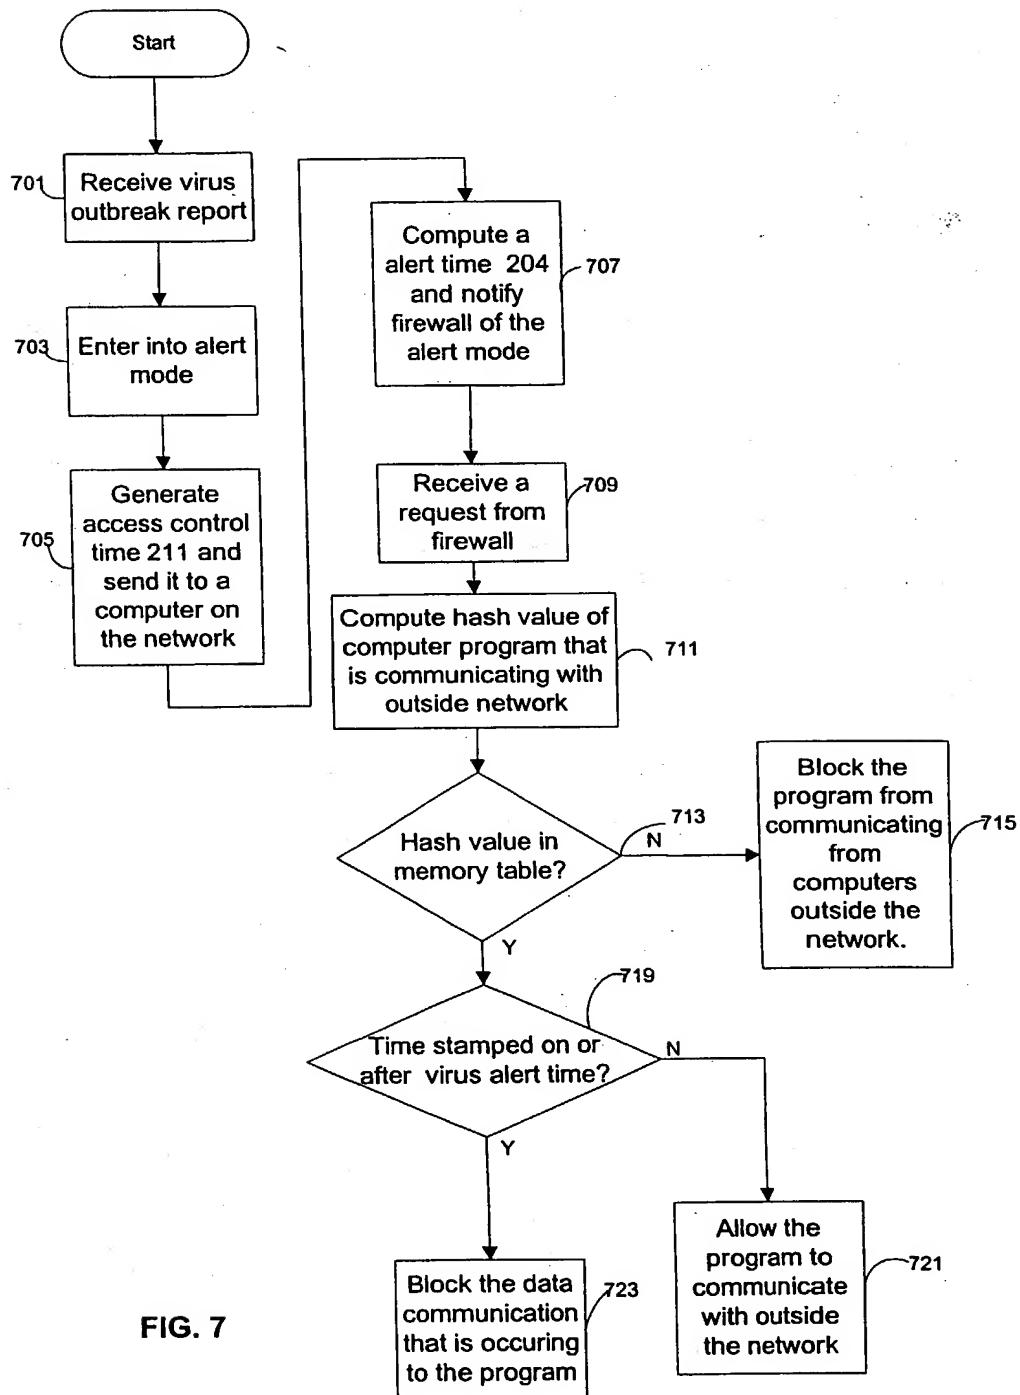 Start
701
Receive virus
outbreak report
703
Enter into alert
mode
705
Generate
access control
time 211 and
send it to a
computer on
the network
Compute a
alert time 204
and notify
firewall of the
alert mode
707
Receive a
request from
firewall
709
Compute hash value of
computer program that
is communicating with
outside network
711
Hash value in
memory table?
713
N
Block the
program from
communicating
from
computers
outside the
network.
715
Y
719
Time stamped on or
after virus alert time?
N
Y
Allow the
program to
communicate
with outside
the network
721
Block the data
communication
that is occuring
to the program
723
FIG. 7